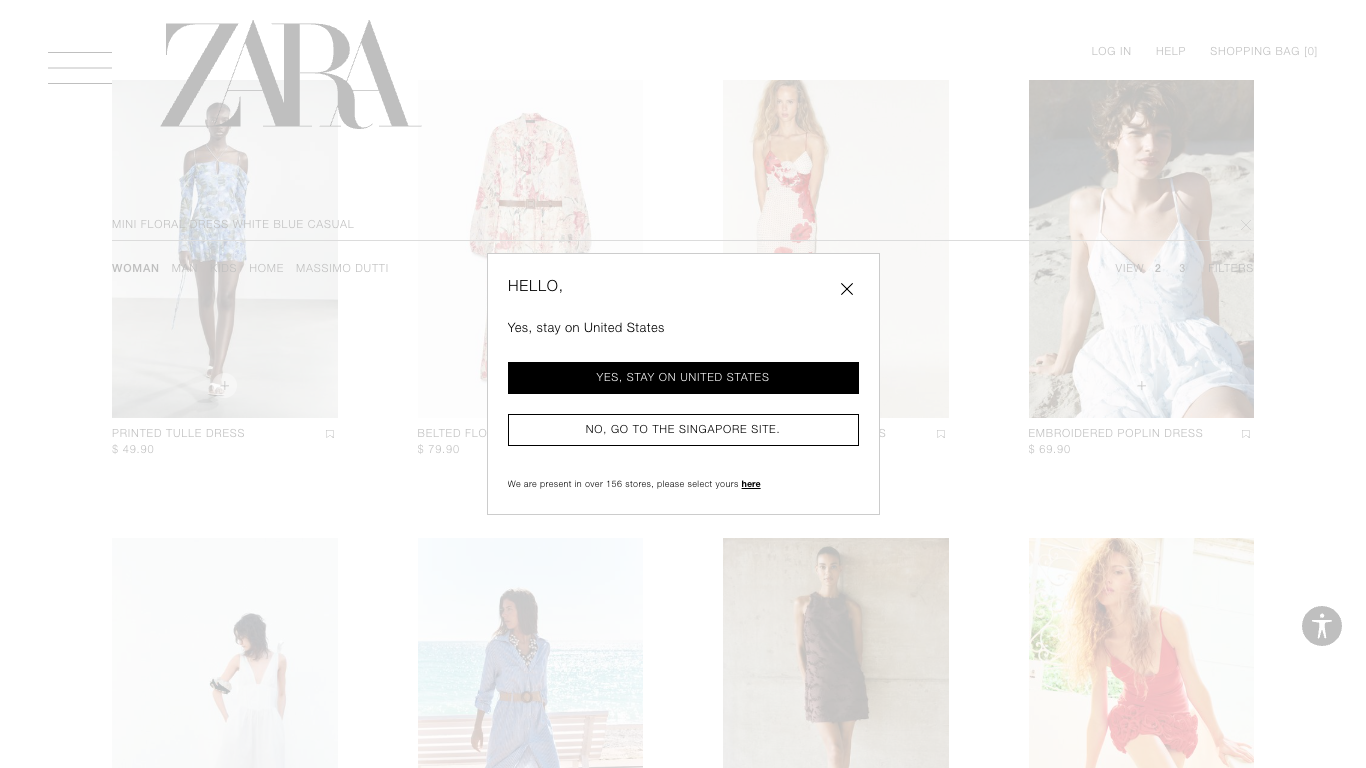 ZARA
LOG IN
HELP
SHOPPING BAG [0]
MINI FLORAL DRESS WHITE BLUE CASUAL
WOMAN MAN KIDS HOME MASSIMO DUTTI
VIEW 2 3 FILTERS
HELLO,
Yes, stay on United States
YES, STAY ON UNITED STATES
NO, GO TO THE SINGAPORE SITE.
We are present in over 156 stores, please select yours here
PRINTED TULLE DRESS
$ 49.90
BELTED FLO
$ 79.90
S
EMBROIDERED POPLIN DRESS
$ 69.90